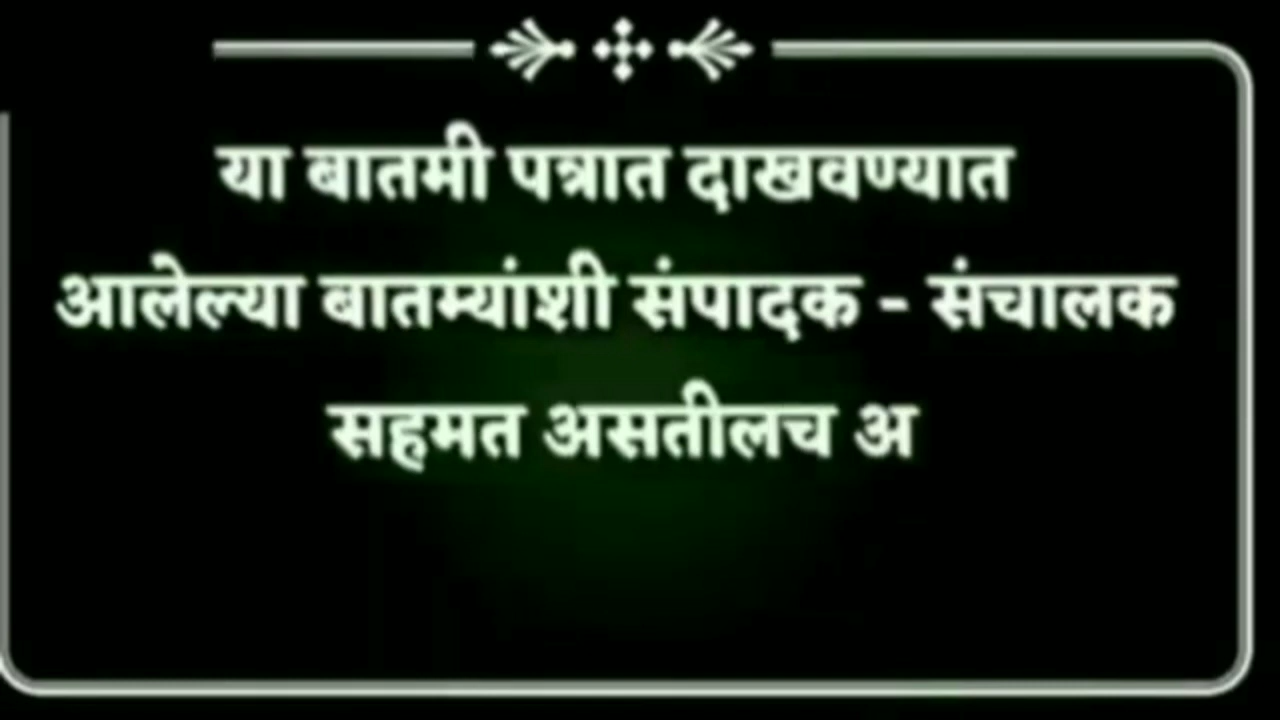 या बातमी पत्रात दाखवण्यात
आलेल्या बातम्यांशी संपादक - संचालक
सहमत असतीलच अ